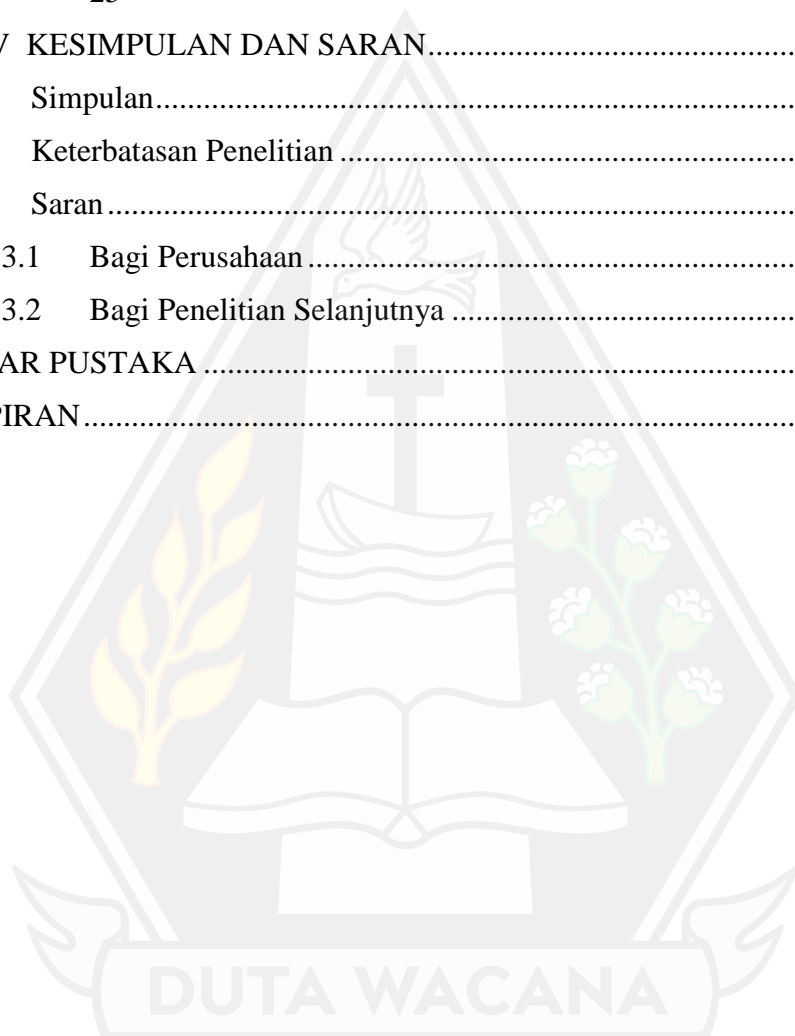 V KESIMPULAN DAN SARAN................................................
Simpulan................................................................................
Keterbatasan Penelitian ..........................................................
Saran ......................................................................................
3.1 Bagi Perusahaan .............................................................
3.2 Bagi Penelitian Selanjutnya ...........................................
AR PUSTAKA ..........................................................................
PIRAN .........................................................................................
DUTA WACANA